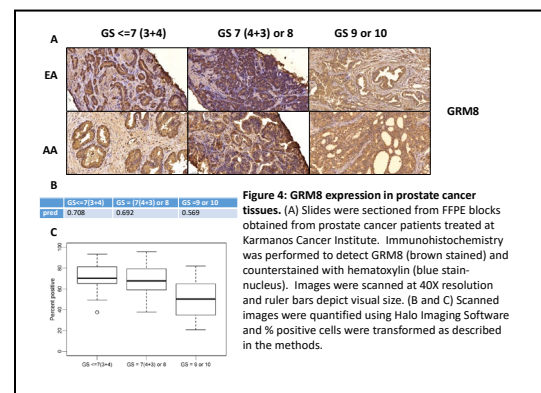 GS <=7 (3+4) GS 7 (4+3) or 8 GS 9 or 10
A
EA
GRM8
AA
B
GS<=7(3+4) GS = (7(4+3) or 8 GS =9 or 10
pred 0.708 0.692 0.569
C
Percent positive
100
80
60
40
20
0
GS <=7(3+4) GS = 7(4+3) or 8 GS = 9 or 10
Figure 4: GRM8 expression in prostate cancer
tissues. (A) Slides were sectioned from FFPE blocks
obtained from prostate cancer patients treated at
Karmanos Cancer Institute. Immunohistochemistry
was performed to detect GRM8 (brown stained) and
counterstained with hematoxylin (blue stain-
nucleus). Images were scanned at 40X resolution
and ruler bars depict visual size. (B and C) Scanned
images were quantified using Halo Imaging Software
and % positive cells were transformed as described
in the methods.